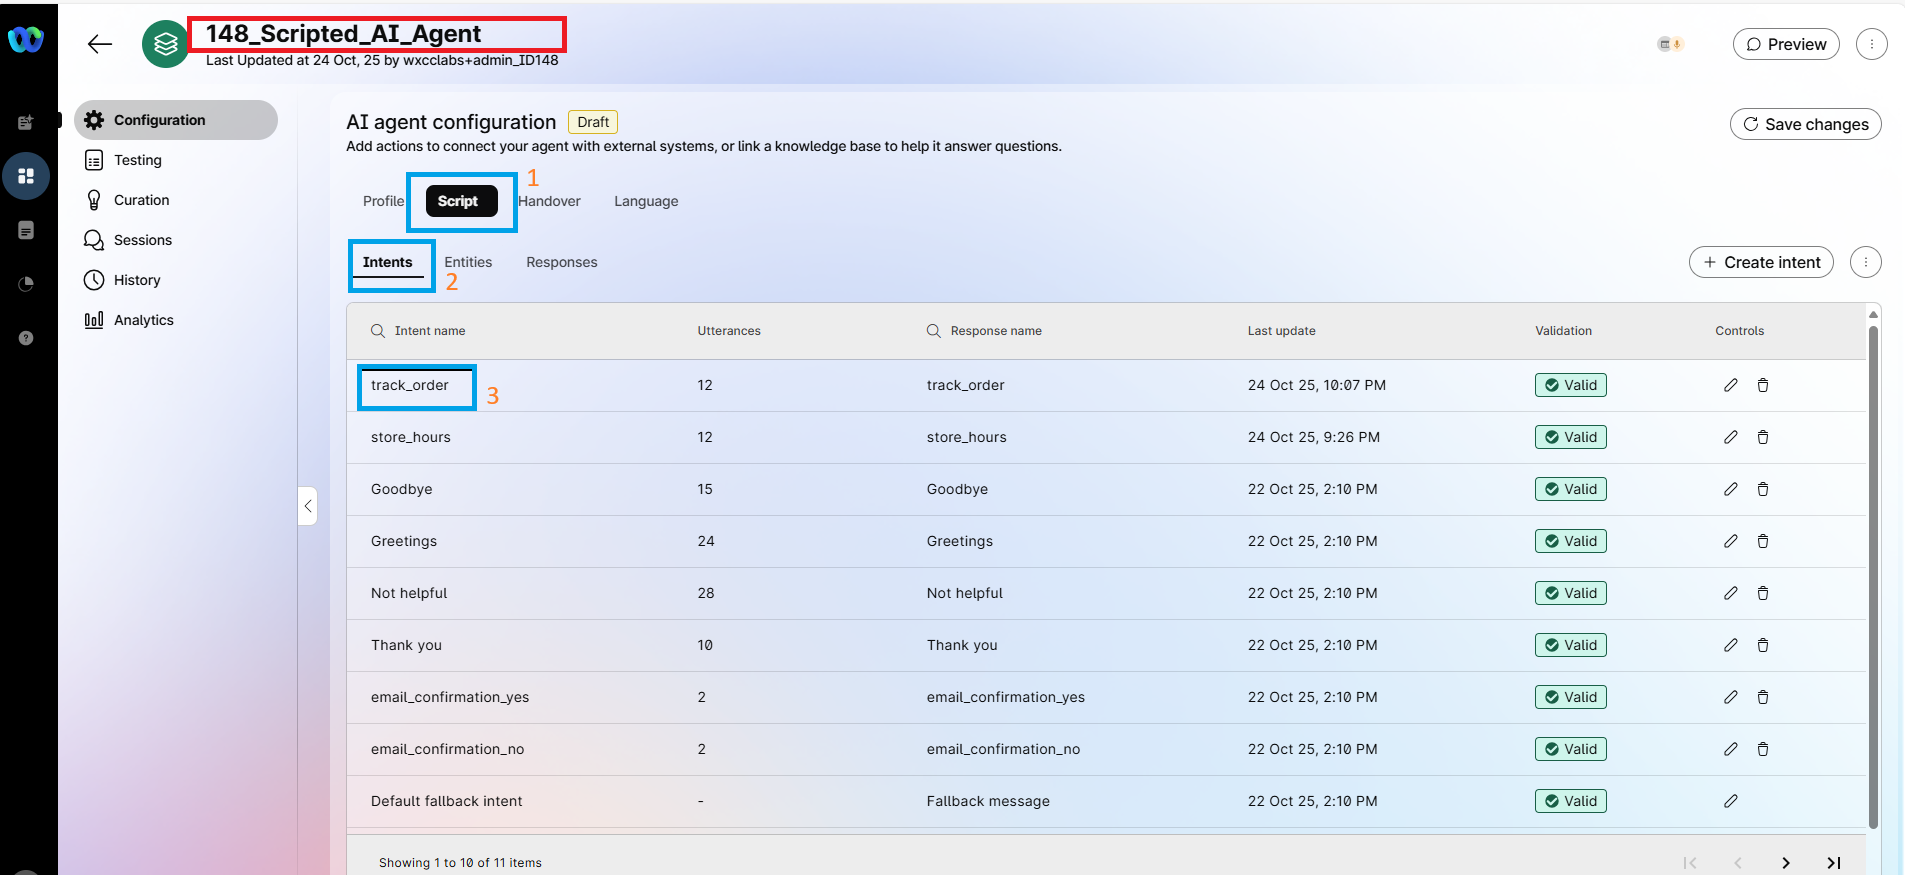 148_Scripted_AI_Agent
Last Updated at 24 Oct, 25 by wxcclabs+admin_ID148
Preview
Configuration
Testing
Curation
Sessions
History
Analytics
AI agent configuration Draft
Save changes
Add actions to connect your agent with external systems, or link a knowledge base to help it answer questions.
1
Profile Script Handover Language
Intents Entities Responses
2
+ Create intent
Intent name Utterances Response name Last update Validation Controls
track_order 12 track_order 24 Oct 25, 10:07 PM Valid
3
store_hours 12 store_hours 24 Oct 25, 9:26 PM Valid
Goodbye 15 Goodbye 22 Oct 25, 2:10 PM Valid
Greetings 24 Greetings 22 Oct 25, 2:10 PM Valid
Not helpful 28 Not helpful 22 Oct 25, 2:10 PM Valid
Thank you 10 Thank you 22 Oct 25, 2:10 PM Valid
email_confirmation_yes 2 email_confirmation_yes 22 Oct 25, 2:10 PM Valid
email_confirmation_no 2 email_confirmation_no 22 Oct 25, 2:10 PM Valid
Default fallback intent - Fallback message 22 Oct 25, 2:10 PM Valid
Showing 1 to 10 of 11 items